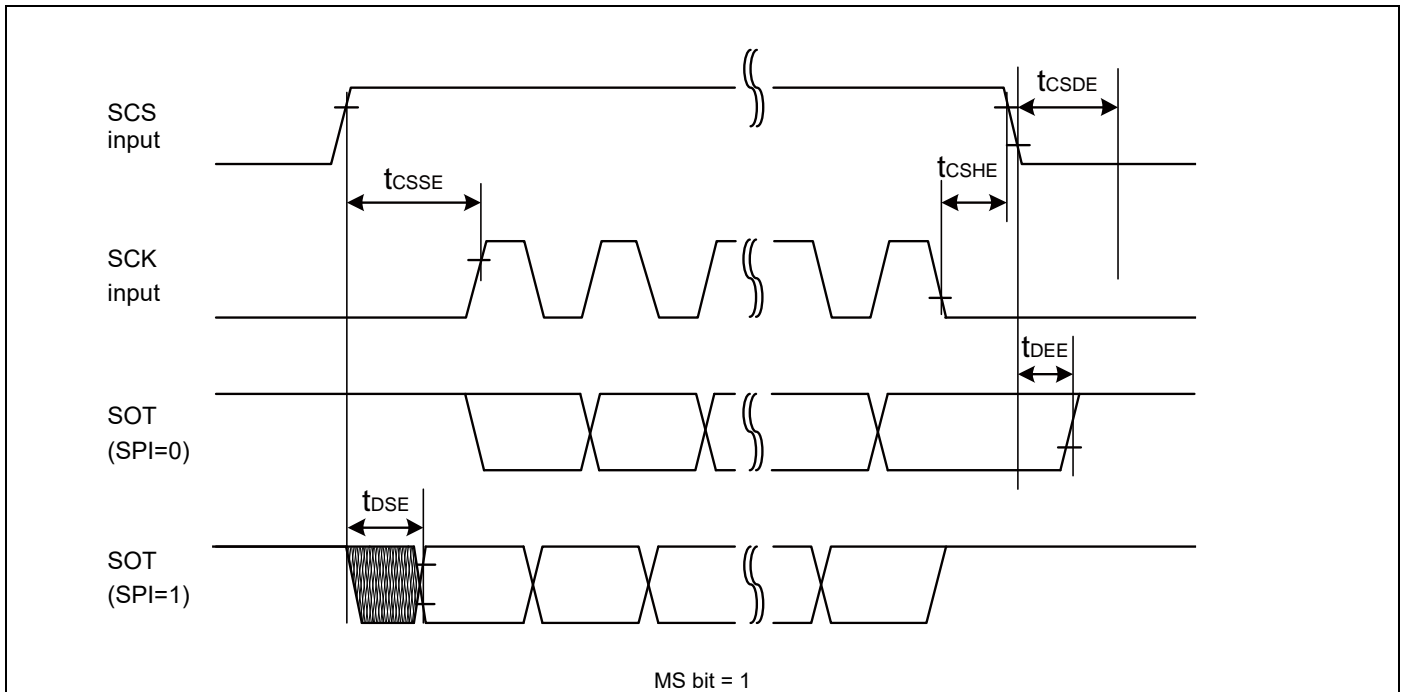 SCS
input
tCSDE
tCSSE
tCSHE
SCK
input
tDEE
SOT
(SPI=0)
tDSE
SOT
(SPI=1)
MS bit = 1